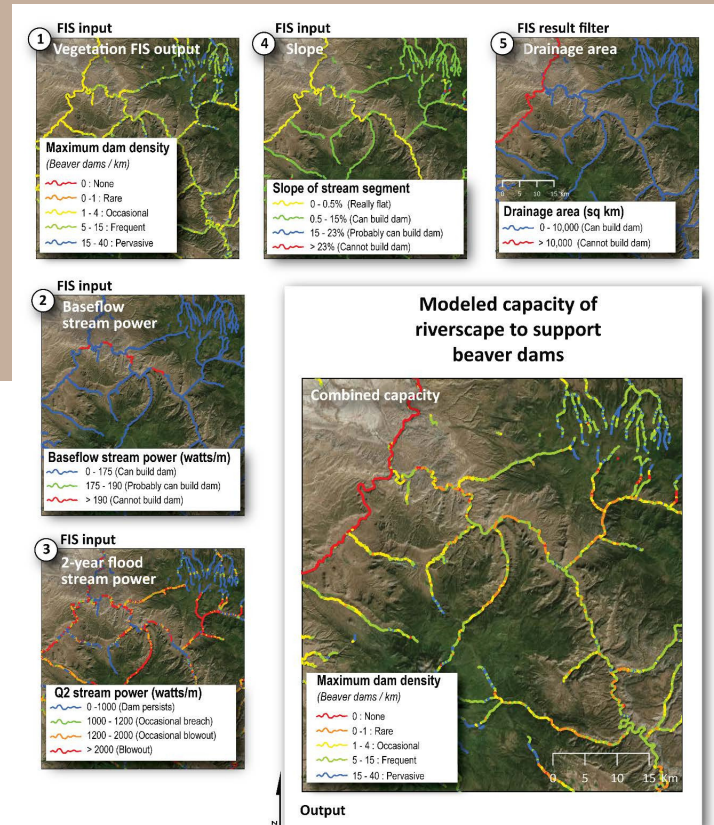 FIS input
1
Vegetation FIS output
Maximum dam density
(Beaver dams / km)
0 : None
0 -1 : Rare
1 - 4 : Occasional
5 - 15 : Frequent
15 - 40 : Pervasive
FIS input
4
Slope
Slope of stream segment
0 - 0.5% (Really flat)
0.5 - 15% (Can build dam)
15 - 23% (Probably can build dam)
> 23% (Cannot build dam)
FIS result filter
5
Drainage area
0 5 10 15 Km
Drainage area (sq km)
0 - 10,000 (Can build dam)
> 10,000 (Cannot build dam)
FIS input
2
Baseflow
stream power
Baseflow stream power (watts/m)
0 - 175 (Can build dam)
175 - 190 (Probably can build dam)
> 190 (Cannot build dam)
FIS input
3
2-year flood
stream power
Q2 stream power (watts/m)
0 -1000 (Dam persists)
1000 - 1200 (Occasional breach)
1200 - 2000 (Occasional blowout)
> 2000 (Blowout)
Modeled capacity of
riverscape to support
beaver dams
Combined capacity
Maximum dam density
(Beaver dams / km)
0 : None
0 -1 : Rare
1 - 4 : Occasional
5 - 15 : Frequent
15 - 40 : Pervasive
0 5 10 15 Km
Output
N